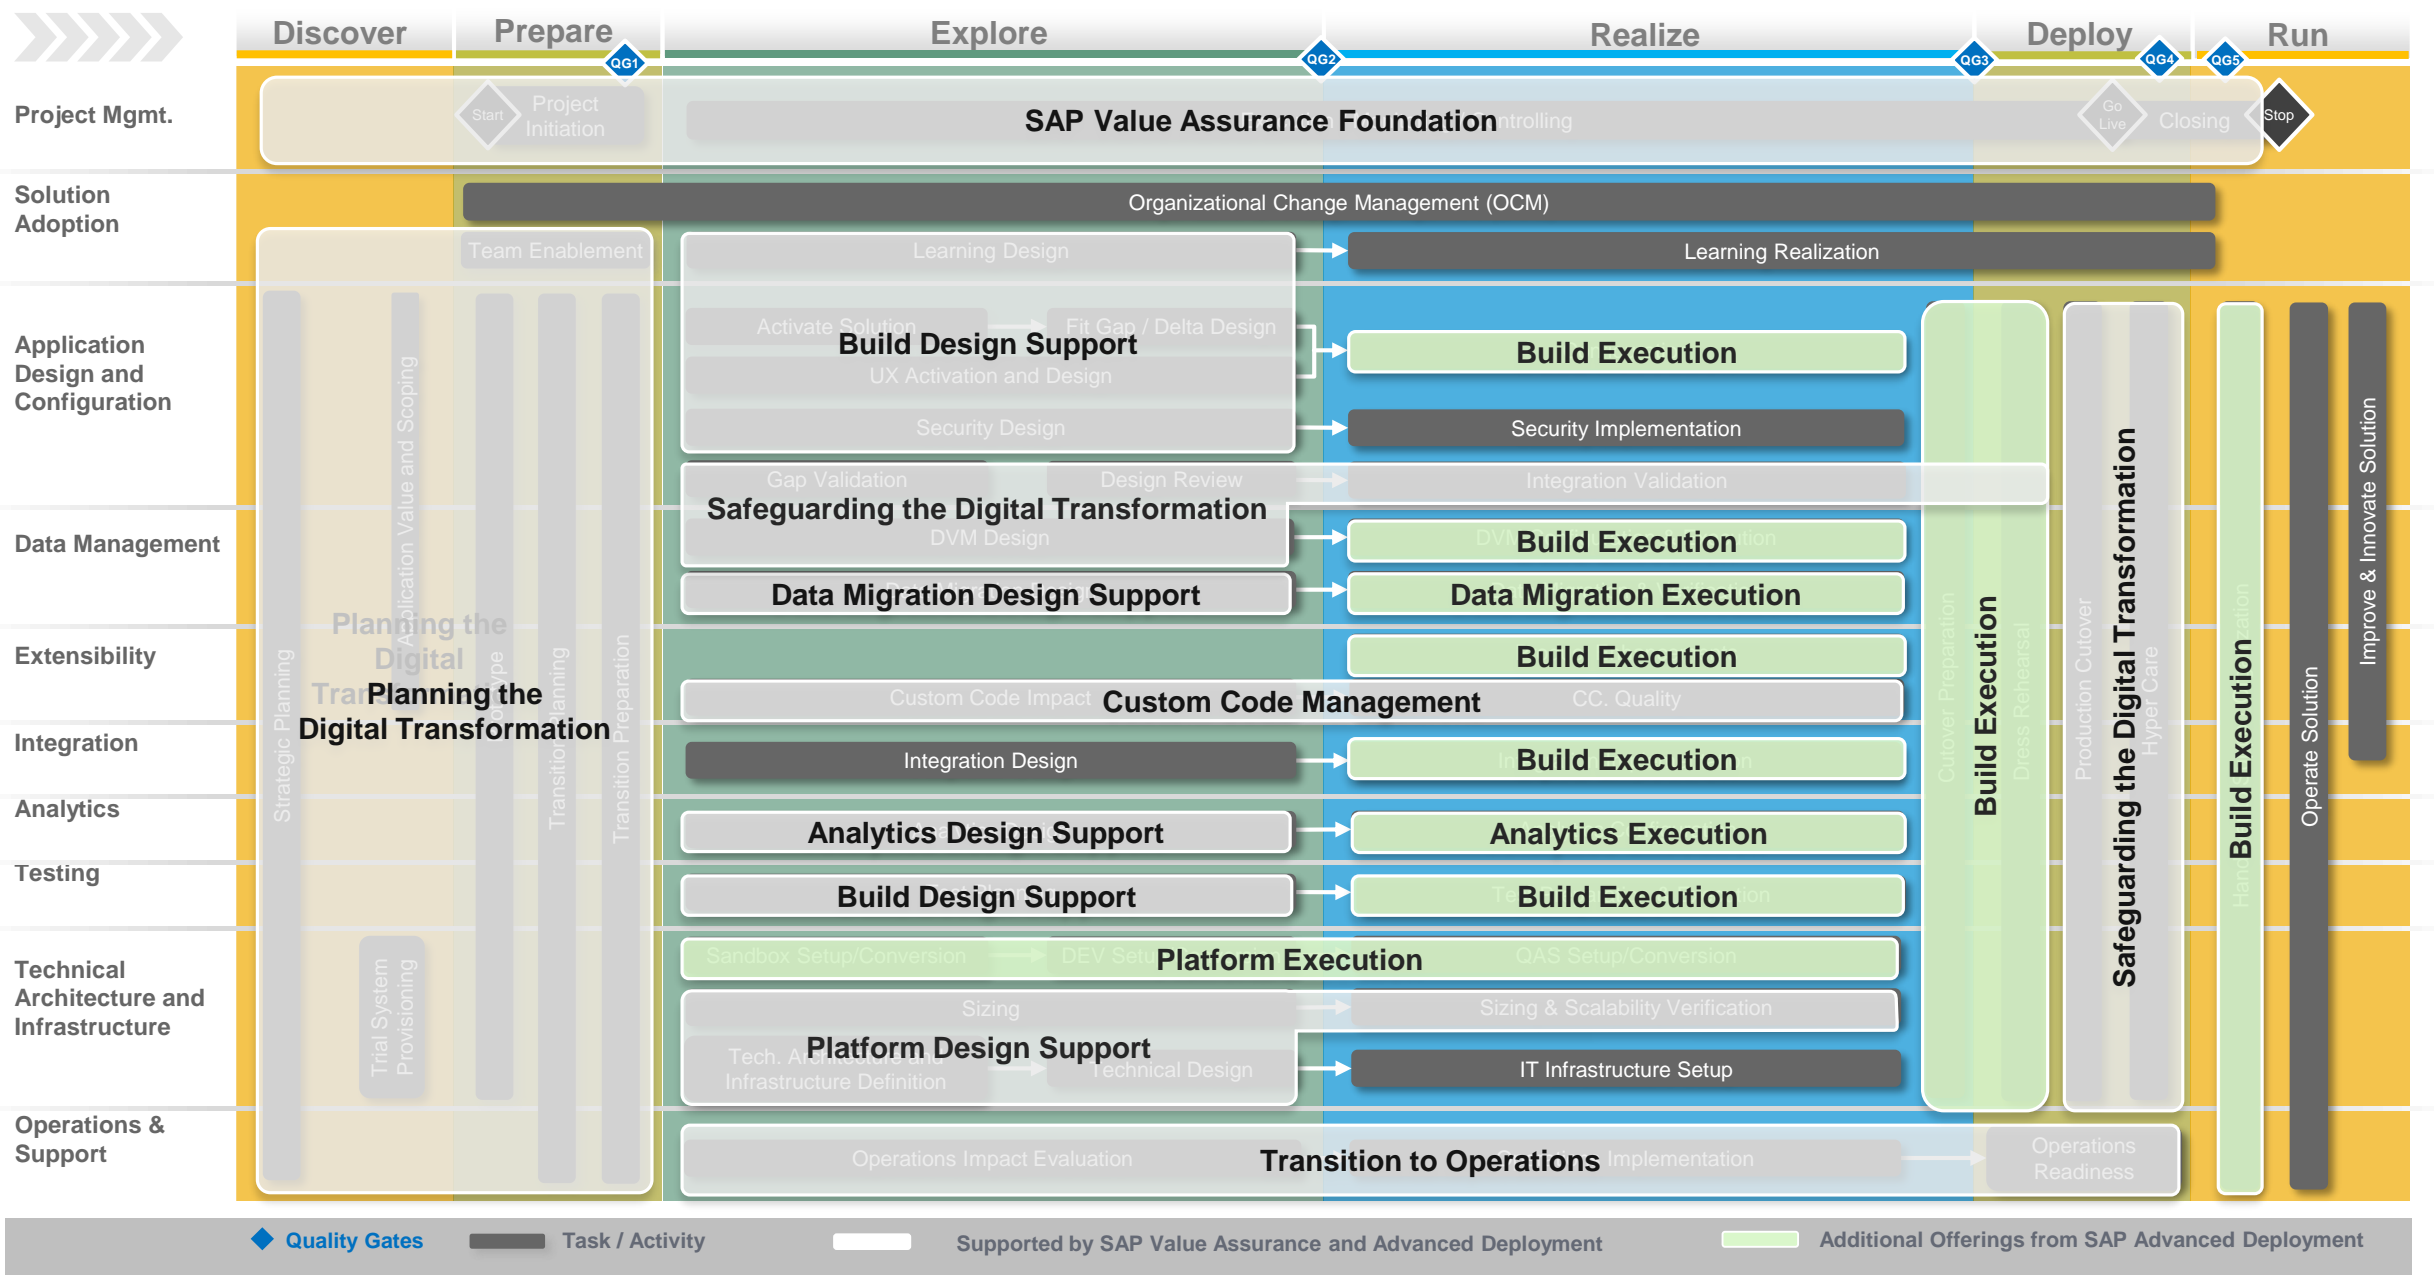 Discover
Prepare
Explore
Realize
Deploy
Run
QG1
QG2
QG3
QG4
QG5
Project Mgmt.
Start
Project
Initiation
SAP Value Assurance Foundation
Go
Live
Closing
Stop
Solution
Adoption
Organizational Change Management (OCM)
Team Enablement
Learning Design
Learning Realization
Application
Design and
Configuration
Activate Solution
Fit Gap / Delta Design
Build Design Support
UX Activation and Design
Build Execution
Security Design
Security Implementation
Gap Validation
Design Review
Integration Validation
Safeguarding the Digital Transformation
Data Management
DVM Design
Build Execution
Data Migration Design Support
Data Migration Execution
Extensibility
Build Execution
Custom Code Impact
Custom Code Management
CC. Quality
Integration
Integration Design
Build Execution
Analytics
Analytics Design Support
Analytics Execution
Testing
Build Design Support
Build Execution
Technical
Architecture and
Infrastructure
Sandbox Setup/Conversion
Platform Execution
QAS Setup/Conversion
Sizing
Sizing & Scalability Verification
Platform Design Support
Tech. Architecture and
Infrastructure Definition
Technical Design
IT Infrastructure Setup
Operations &
Support
Operations Impact Evaluation
Transition to Operations
Implementation
Operations
Readiness
Strategic Planning
Application Value and Scoping
Planning the
Digital
Planning the
Digital Transformation
Trial System
Provisioning
Transition Planning
Transition Preparation
Cutover Preparation
Build Execution
Dress Rehearsal
Production Cutover
Safeguarding the Digital Transformation
Hyper Care
Build Execution
Operate Solution
Improve & Innovate Solution
Quality Gates
Task / Activity
Supported by SAP Value Assurance and Advanced Deployment
Additional Offerings from SAP Advanced Deployment